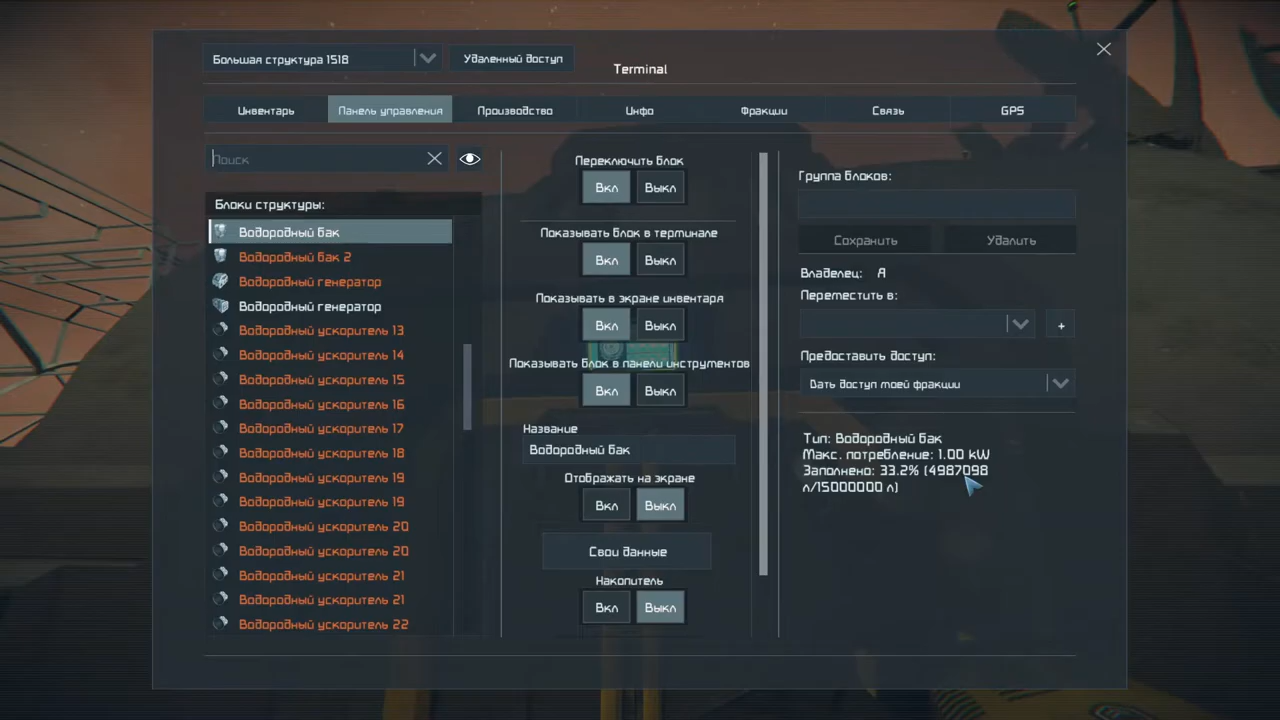 Большая структура 1518
Удаленный доступ
Terminal
Инвентарь
Панель управления
Производство
Инфо
Фракции
Связь
GPS
Поиск
Блоки структуры:
Водородный бак
Водородный бак 2
Водородный генератор
Водородный генератор
Водородный ускоритель 13
Водородный ускоритель 14
Водородный ускоритель 15
Водородный ускоритель 16
Водородный ускоритель 17
Водородный ускоритель 18
Водородный ускоритель 19
Водородный ускоритель 19
Водородный ускоритель 20
Водородный ускоритель 20
Водородный ускоритель 21
Водородный ускоритель 21
Водородный ускоритель 22
Переключить блок
Вкл Выкл
Показывать блок в терминале
Вкл Выкл
Показывать в экране инвентаря
Вкл Выкл
Показывать блок в панели инструментов
Вкл Выкл
Название
Водородный бак
Отображать на экране
Вкл Выкл
Свои данные
Накопитель
Вкл Выкл
Группа блоков:
Сохранить
Удалить
Владелец: A
Переместить в:
+
Предоставить доступ:
Дать доступ моей фракции
Тип: Водородный бак
Макс. потребление: 1.00 kW
Заполнено: 33.2% (4987098
л/15000000 л)